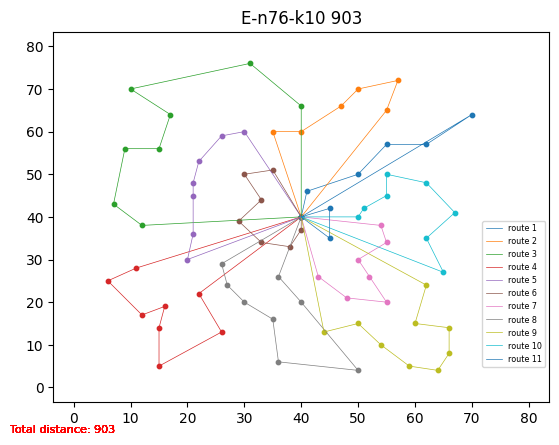 E-n76-k10 903
80
70
60
50
40
30
20
10
0
0 10 20 30 40 50 60 70 80
route 1
route 2
route 3
route 4
route 5
route 6
route 7
route 8
route 9
route 10
route 11
Total distance: 903